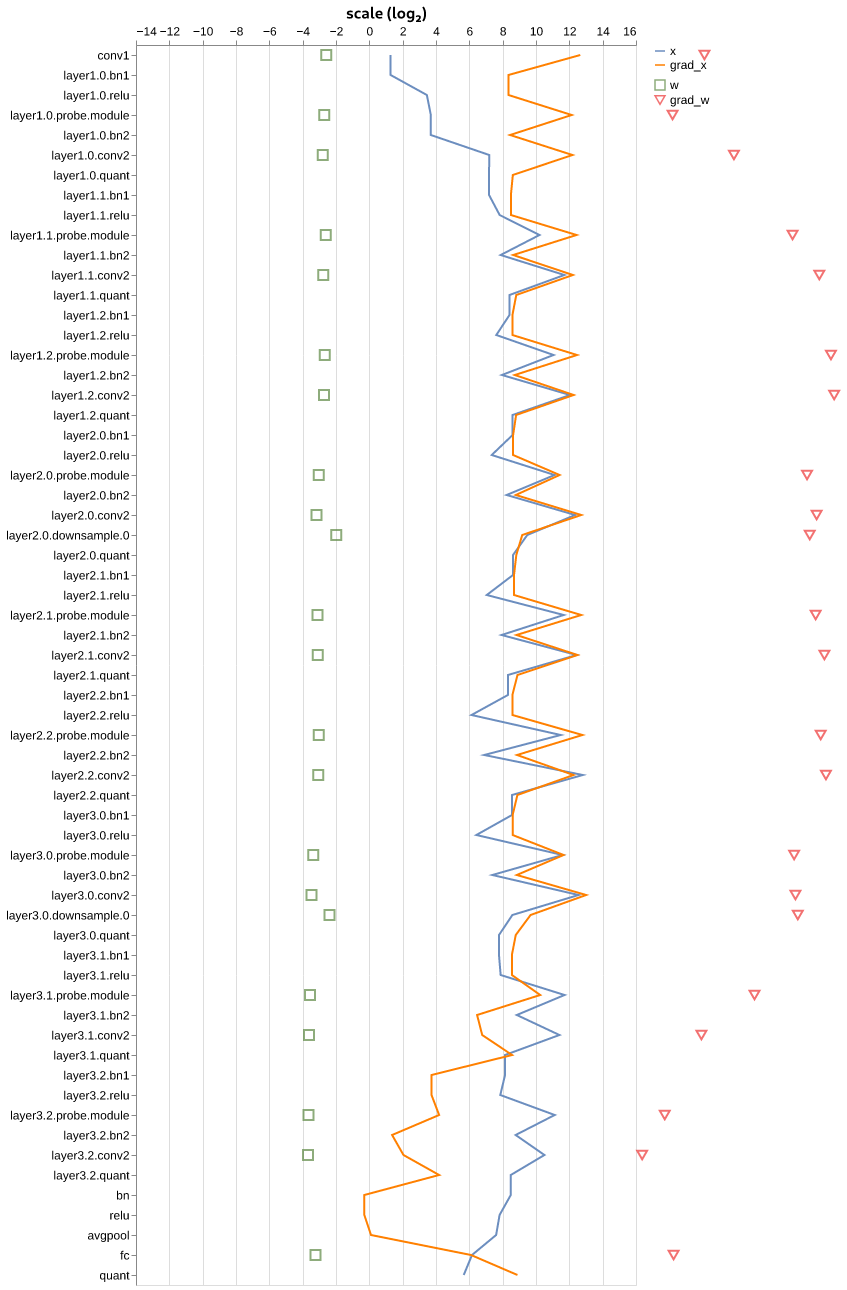 scale (log₂)
−14 −12 −10 −8 −6 −4 −2 0 2 4 6 8 10 12 14 16
x
grad_x
w
grad_w
conv1
layer1.0.bn1
layer1.0.relu
layer1.0.probe.module
layer1.0.bn2
layer1.0.conv2
layer1.0.quant
layer1.1.bn1
layer1.1.relu
layer1.1.probe.module
layer1.1.bn2
layer1.1.conv2
layer1.1.quant
layer1.2.bn1
layer1.2.relu
layer1.2.probe.module
layer1.2.bn2
layer1.2.conv2
layer1.2.quant
layer2.0.bn1
layer2.0.relu
layer2.0.probe.module
layer2.0.bn2
layer2.0.conv2
layer2.0.downsample.0
layer2.0.quant
layer2.1.bn1
layer2.1.relu
layer2.1.probe.module
layer2.1.bn2
layer2.1.conv2
layer2.1.quant
layer2.2.bn1
layer2.2.relu
layer2.2.probe.module
layer2.2.bn2
layer2.2.conv2
layer2.2.quant
layer3.0.bn1
layer3.0.relu
layer3.0.probe.module
layer3.0.bn2
layer3.0.conv2
layer3.0.downsample.0
layer3.0.quant
layer3.1.bn1
layer3.1.relu
layer3.1.probe.module
layer3.1.bn2
layer3.1.conv2
layer3.1.quant
layer3.2.bn1
layer3.2.relu
layer3.2.probe.module
layer3.2.bn2
layer3.2.conv2
layer3.2.quant
bn
relu
avgpool
fc
quant